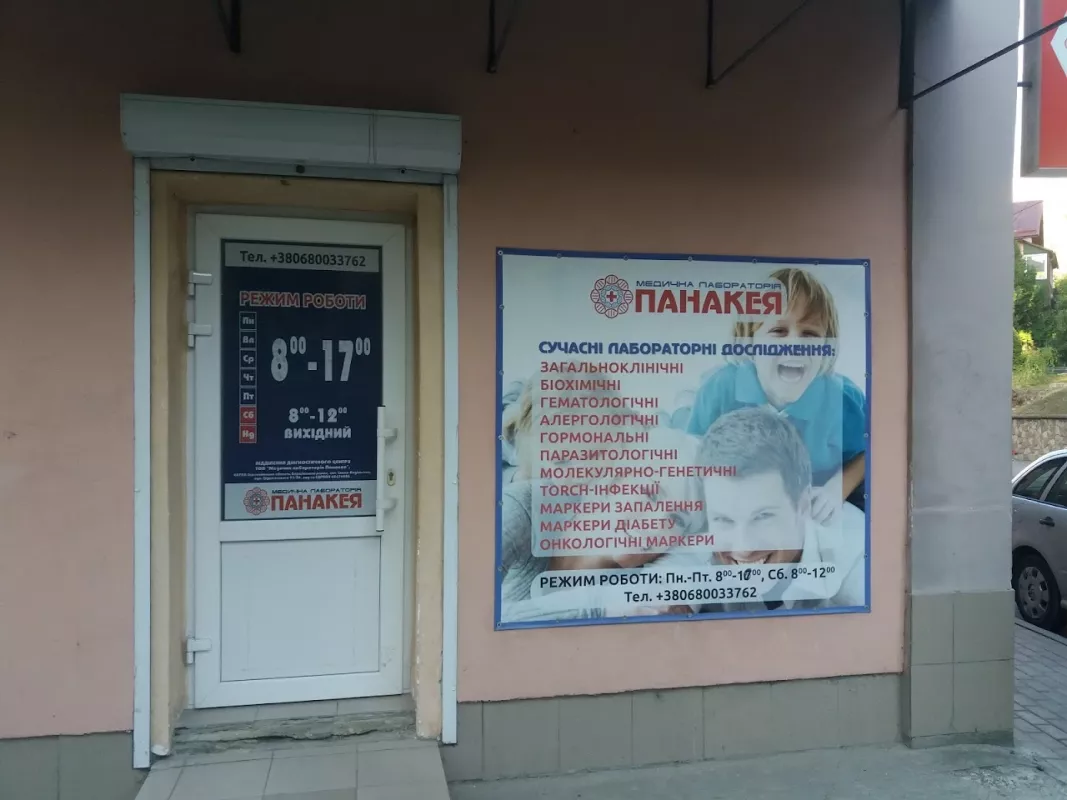 Тел. +380680033762
РЕЖИМ РОБОТИ
Пн
Вл
Ср
Чт
Пт
Сб
Нд
8⁰⁰-17⁰⁰
8⁰⁰-12⁰⁰
ВИХІДНИЙ
МЕДИЧНА ЛАБОРАТОРІЯ
ПАНАКЕЯ
МЕДИЧНА ЛАБОРАТОРІЯ
ПАНАКЕЯ
СУЧАСНІ ЛАБОРАТОРНІ ДОСЛІДЖЕННЯ:
ЗАГАЛЬНОКЛІНІЧНІ
БІОХІМІЧНІ
ГЕМАТОЛОГІЧНІ
АЛЕРГОЛОГІЧНІ
ГОРМОНАЛЬНІ
ПАРАЗИТОЛОГІЧНІ
МОЛЕКУЛЯРНО-ГЕНЕТИЧНІ
TORCH-ІНФЕКЦІЇ
МАРКЕРИ ЗАПАЛЕННЯ
МАРКЕРИ ДІАБЕТУ
ОНКОЛОГІЧНІ МАРКЕРИ
РЕЖИМ РОБОТИ: Пн.-Пт. 8⁰⁰-17⁰⁰, Сб. 8⁰⁰-12⁰⁰
Тел. +380680033762